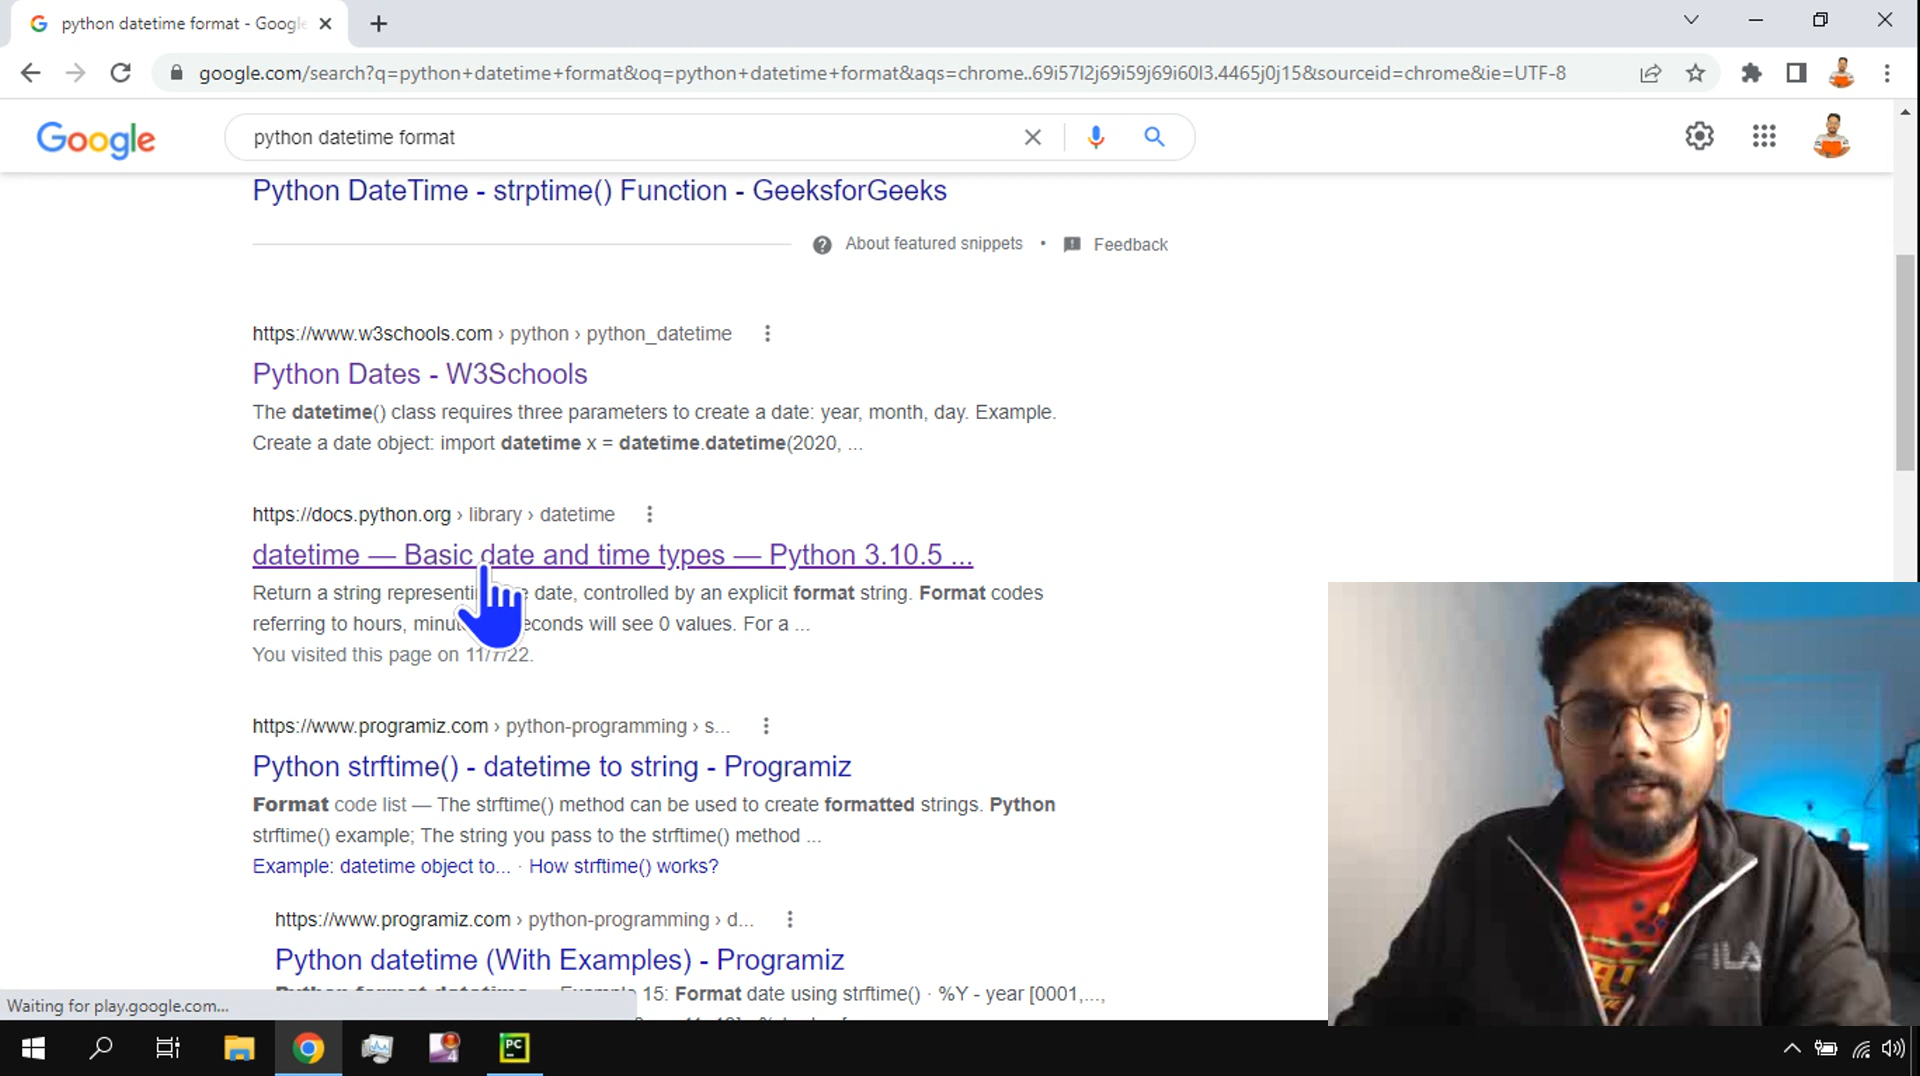 python datetime format - Google
google.com/search?q=python+datetime+format&oq=python+datetime+format&aqs=chrome..69i57l2j69i59j69i60l3.4465j0j15&sourceid=chrome&ie=UTF-8
Google
python datetime format
Python DateTime - strptime() Function - GeeksforGeeks
About featured snippets • Feedback
https://www.w3schools.com › python › python_datetime
Python Dates - W3Schools
The datetime() class requires three parameters to create a date: year, month, day. Example.
Create a date object: import datetime x = datetime.datetime(2020, ...
https://docs.python.org › library › datetime
datetime — Basic date and time types — Python 3.10.5 ...
Return a string date, controlled by an explicit format string. Format codes
referring to hours, will see 0 values. For a ...
You visited this page on 11/7/22.
https://www.programiz.com › python-programming › s...
Python strftime() - datetime to string - Programiz
Format code list — The strftime() method can be used to create formatted strings. Python
strftime() example; The string you pass to the strftime() method ...
Example: datetime object to... · How strftime() works?
https://www.programiz.com › python-programming › d...
Python datetime (With Examples) - Programiz
15: Format date using strftime() · %Y - year [0001,...,
Waiting for play.google.com...
FILA
PC
4